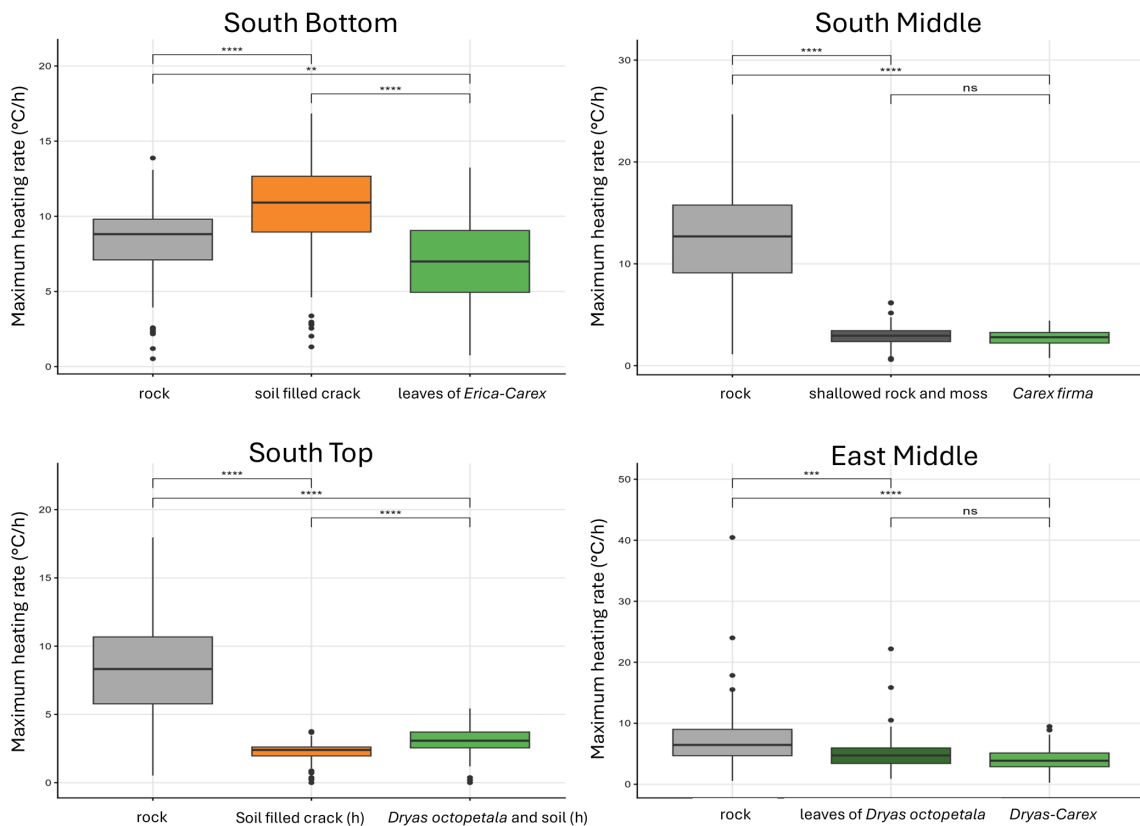 South Bottom
Maximum heating rate (°C/h)
20
15
10
5
0
****
**
****
rock
soil filled crack
leaves of Erica-Carex
South Middle
Maximum heating rate (°C/h)
30
20
10
0
****
****
ns
rock
shallowed rock and moss
Carex firma
South Top
Maximum heating rate (°C/h)
20
15
10
5
0
****
****
****
rock
Soil filled crack (h)
Dryas octopetala and soil (h)
East Middle
Maximum heating rate (°C/h)
50
40
30
20
10
0
***
****
ns
rock
leaves of Dryas octopetala
Dryas-Carex